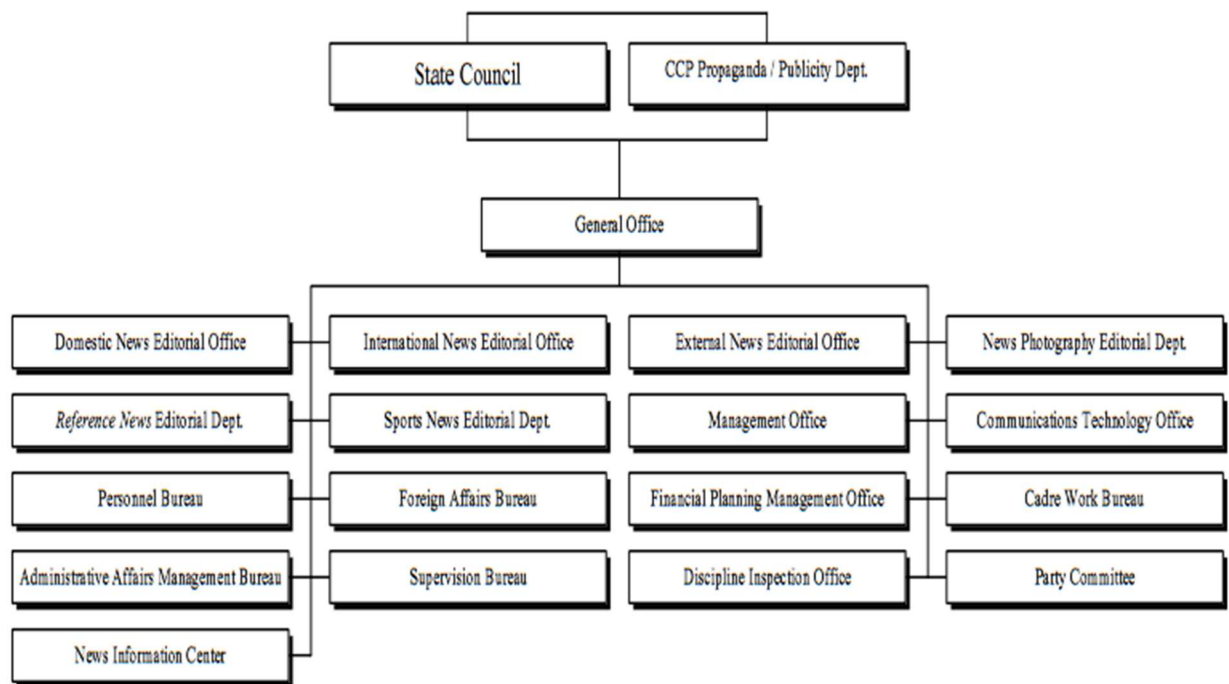 State Council
CCP Propaganda / Publicity Dept.
General Office
Domestic News Editorial Office
International News Editorial Office
External News Editorial Office
News Photography Editorial Dept.
Reference News Editorial Dept.
Sports News Editorial Dept.
Management Office
Communications Technology Office
Personnel Bureau
Foreign Affairs Bureau
Financial Planning Management Office
Cadre Work Bureau
Administrative Affairs Management Bureau
Supervision Bureau
Discipline Inspection Office
Party Committee
News Information Center